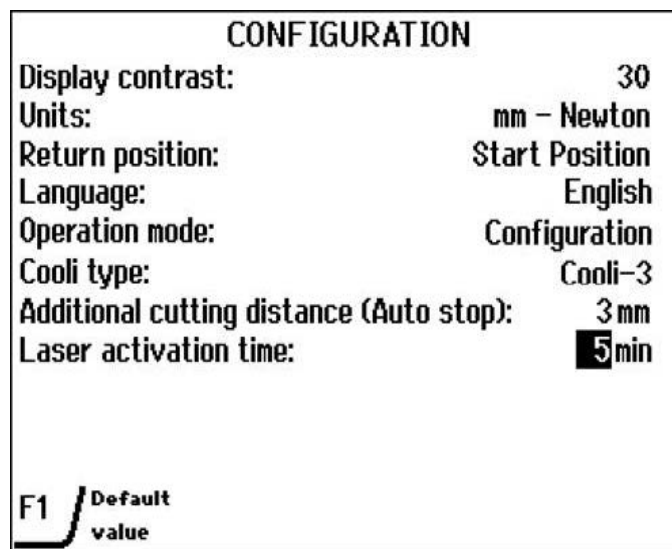 CONFIGURATION
Display contrast: 30
Units: mm - Newton
Return position: Start Position
Language: English
Operation mode: Configuration
Cooli type: Cooli-3
Additional cutting distance (Auto stop): 3 mm
Laser activation time: 5 min
F1 Default
value